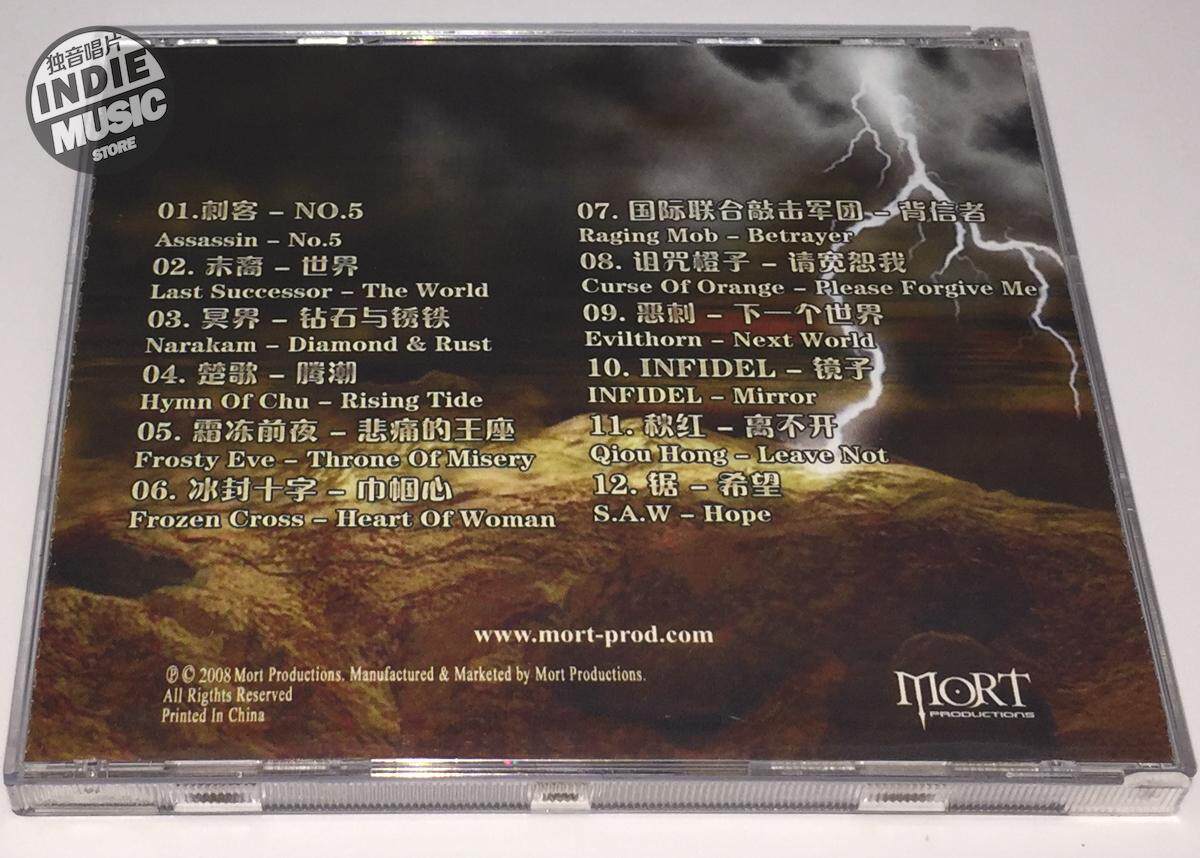 独音唱片
INDIE
MUSIC
STORE
01.刺客 – NO.5
Assassin – No.5
02. 末裔 – 世界
Last Successor – The World
03. 冥界 – 钻石与锈铁
Narakam – Diamond & Rust
04. 楚歌 – 腾潮
Hymn Of Chu – Rising Tide
05. 霜冻前夜 – 悲痛的王座
Frosty Eve – Throne Of Misery
06. 冰封十字 – 巾帼心
Frozen Cross – Heart Of Woman
07. 国际联合敲击军团 – 背信者
Raging Mob – Betrayer
08. 诅咒橙子 – 请宽恕我
Curse Of Orange – Please Forgive Me
09. 恶刺 – 下一个世界
Evilthorn – Next World
10. INFIDEL – 镜子
INFIDEL – Mirror
11. 秋红 – 离不开
Qiou Hong – Leave Not
12. 锯 – 希望
S.A.W – Hope
www.mort-prod.com
℗ © 2008 Mort Productions. Manufactured & Marketed by Mort Productions.
All Rigthts Reserved
Printed In China
MORT
PRODUCTIONS